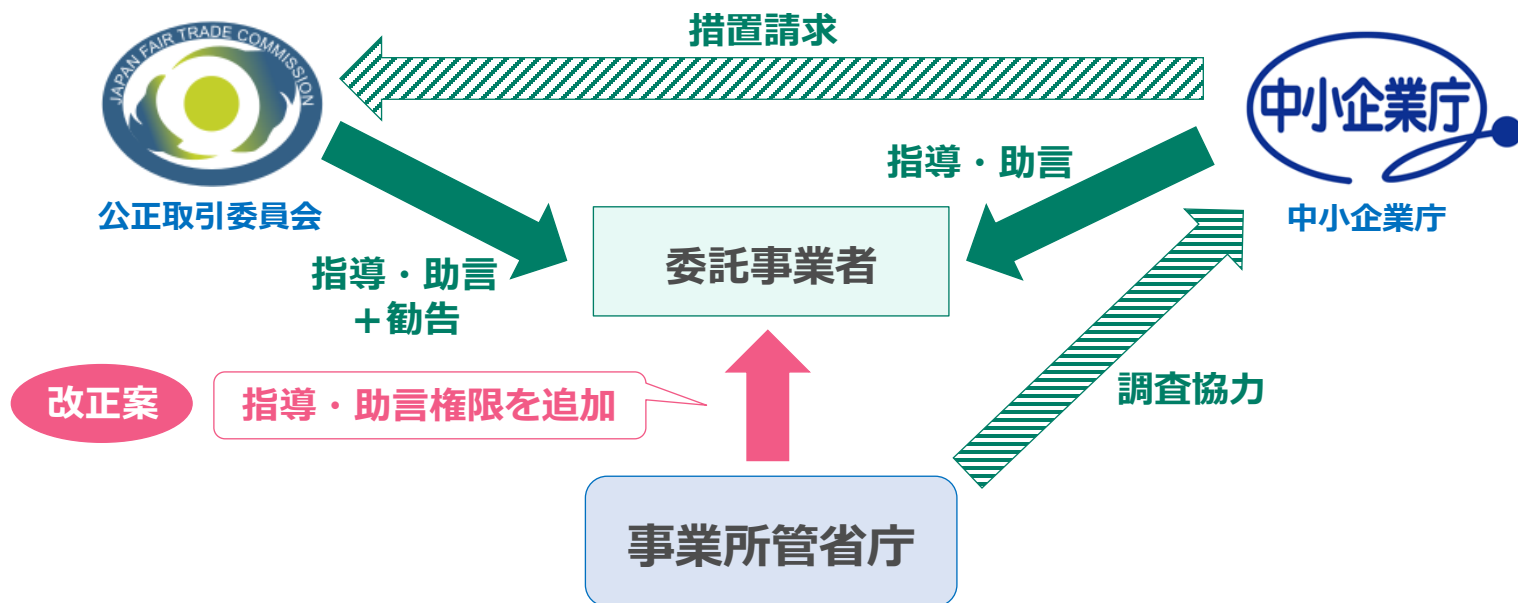 措置請求
JAPAN FAIR TRADE COMMISSION
中小企業庁
公正取引委員会
指導・助言
中小企業庁
指導・助言
＋勧告
委託事業者
改正案
指導・助言権限を追加
調査協力
事業所管省庁